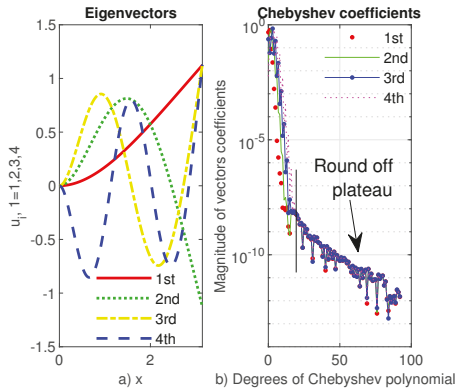 Eigenvectors
1.5
1
0.5
0
-0.5
-1
-1.5
u_i, 1=1,2,3,4
1st
2nd
3rd
4th
0
2
a) x
Chebyshev coefficients
10^0
10^-5
10^-10
Magnitude of vectors coefficients
1st
2nd
3rd
4th
Round off
plateau
0
50
100
b) Degrees of Chebyshev polynomial